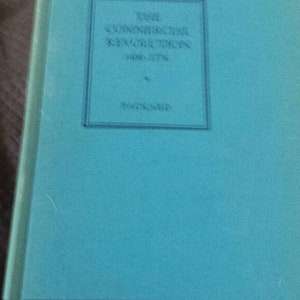 THE
COMMERCIAL
REVOLUTION
1400-1776
PACKARD